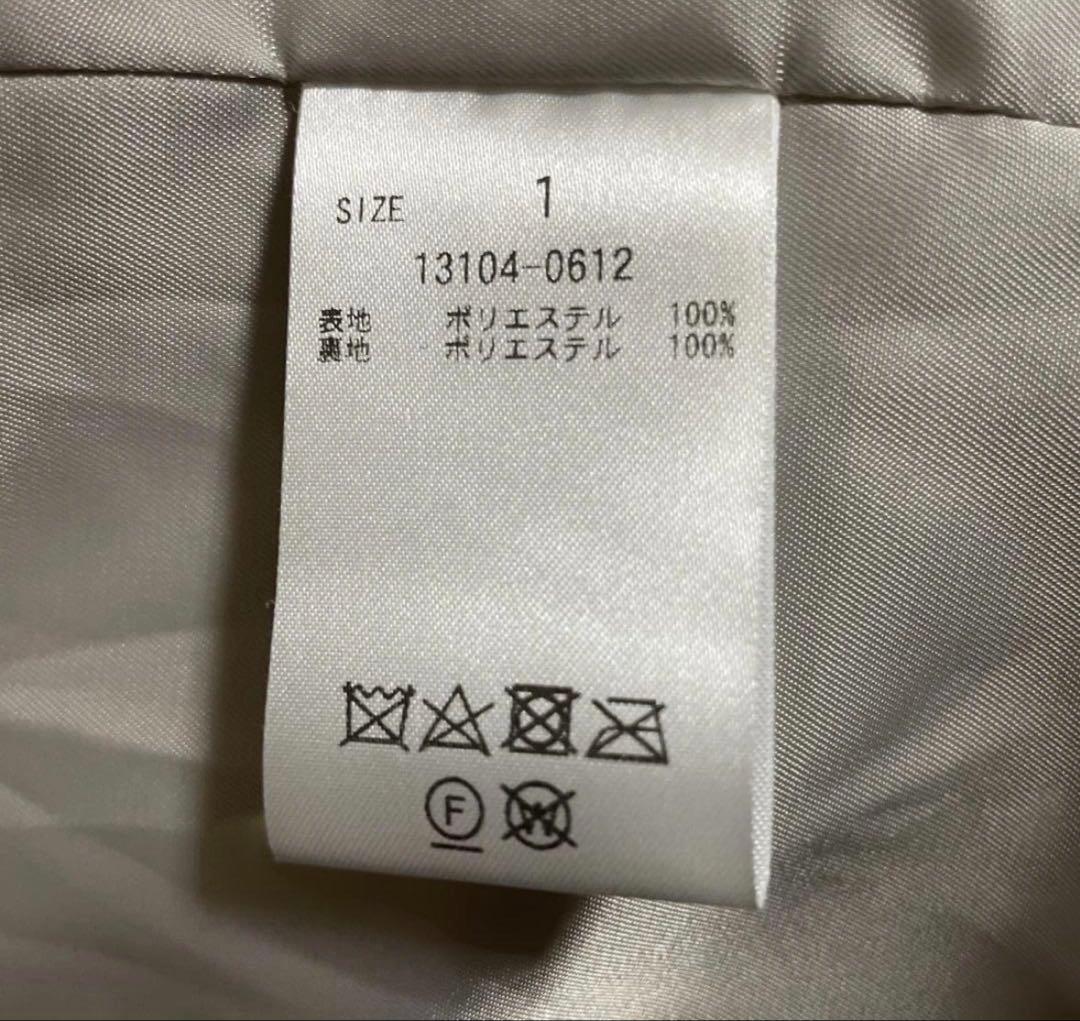 SIZE 1
13104-0612
表地 ポリエステル 100%
裏地 ポリエステル 100%
F W